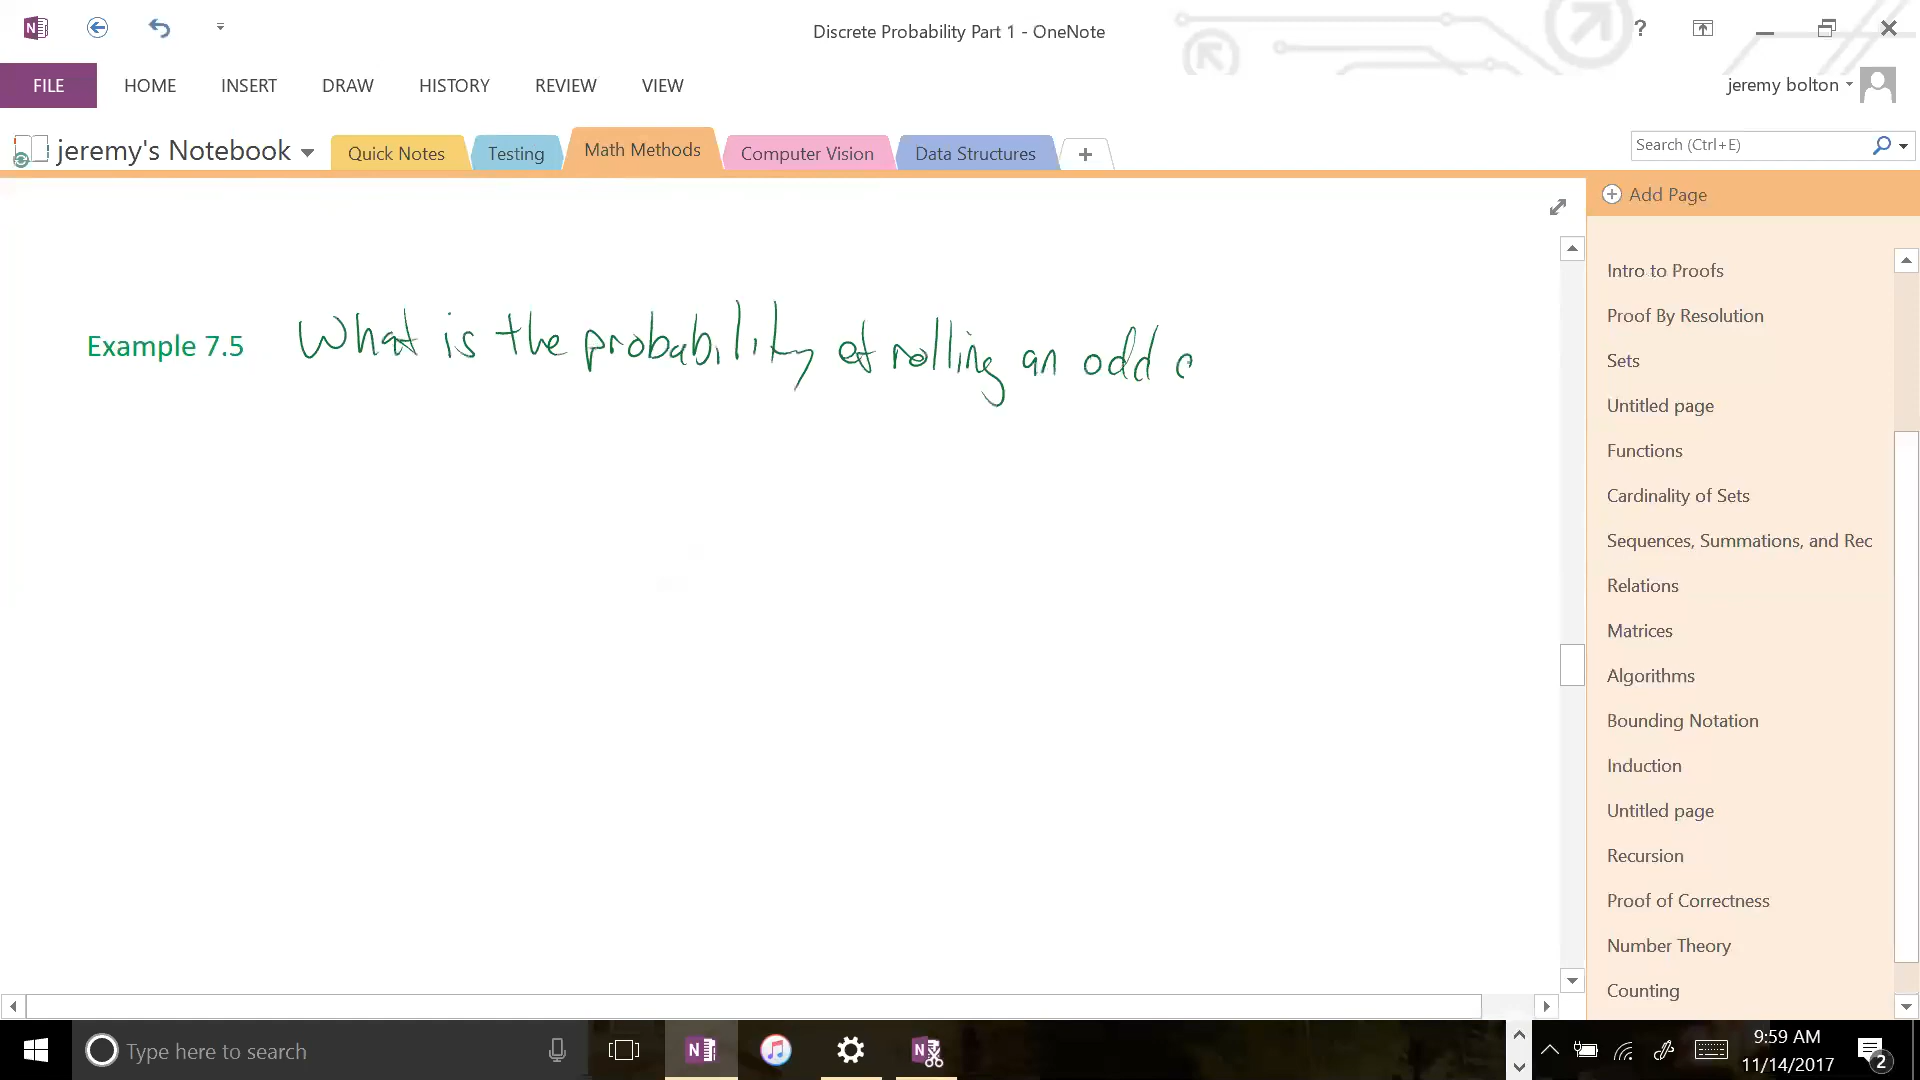 Discrete Probability Part 1 - OneNote
?
FILE
HOME
INSERT
DRAW
HISTORY
REVIEW
VIEW
jeremy bolton
jeremy's Notebook
Quick Notes
Testing
Math Methods
Computer Vision
Data Structures
+
Search (Ctrl+E)
Add Page
Example 7.5 What is the probability of rolling an odd
Intro to Proofs
Proof By Resolution
Sets
Untitled page
Functions
Cardinality of Sets
Sequences, Summations, and Rec
Relations
Matrices
Algorithms
Bounding Notation
Induction
Untitled page
Recursion
Proof of Correctness
Number Theory
Counting
Type here to search
9:59 AM
11/14/2017
2